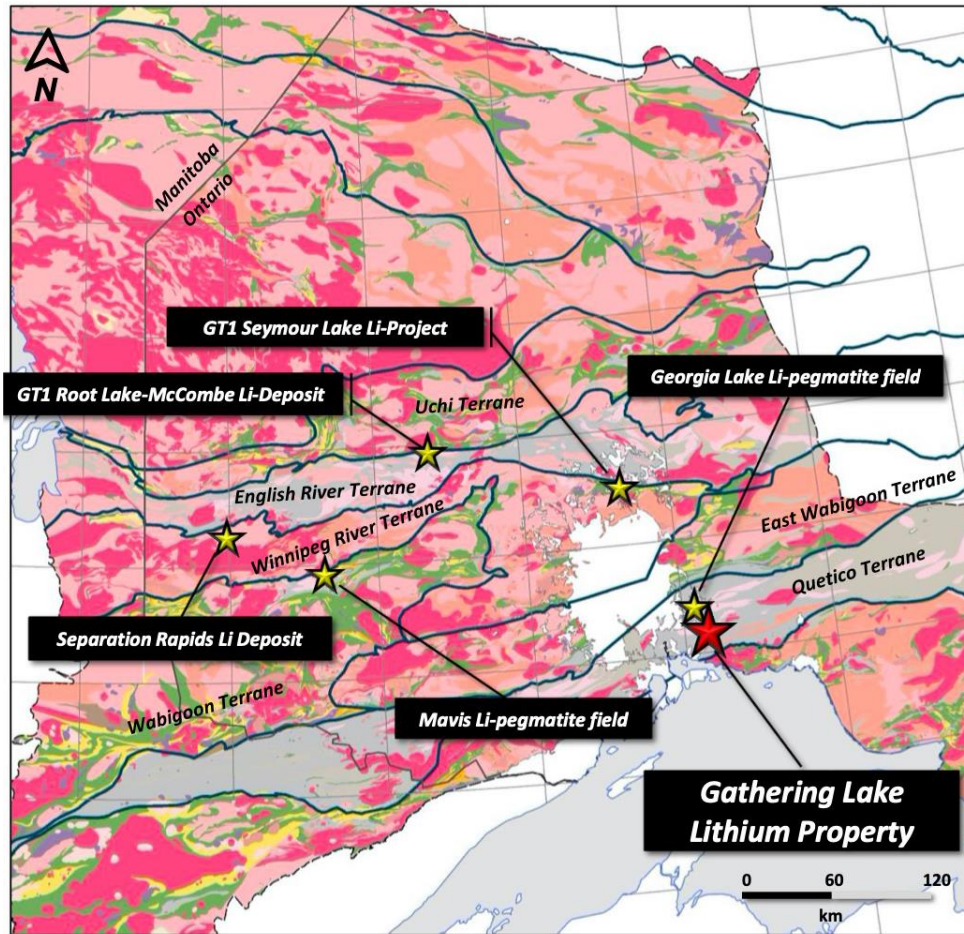 N
Manitoba
Ontario
GT1 Seymour Lake Li-Project
Georgia Lake Li-pegmatite field
GT1 Root Lake-McCombe Li-Deposit
Uchi Terrane
English River Terrane
Winnipeg River Terrane
East Wabigoon Terrane
Quetico Terrane
Separation Rapids Li Deposit
Wabigoon Terrane
Mavis Li-pegmatite field
Gathering Lake
Lithium Property
0 60 120
km